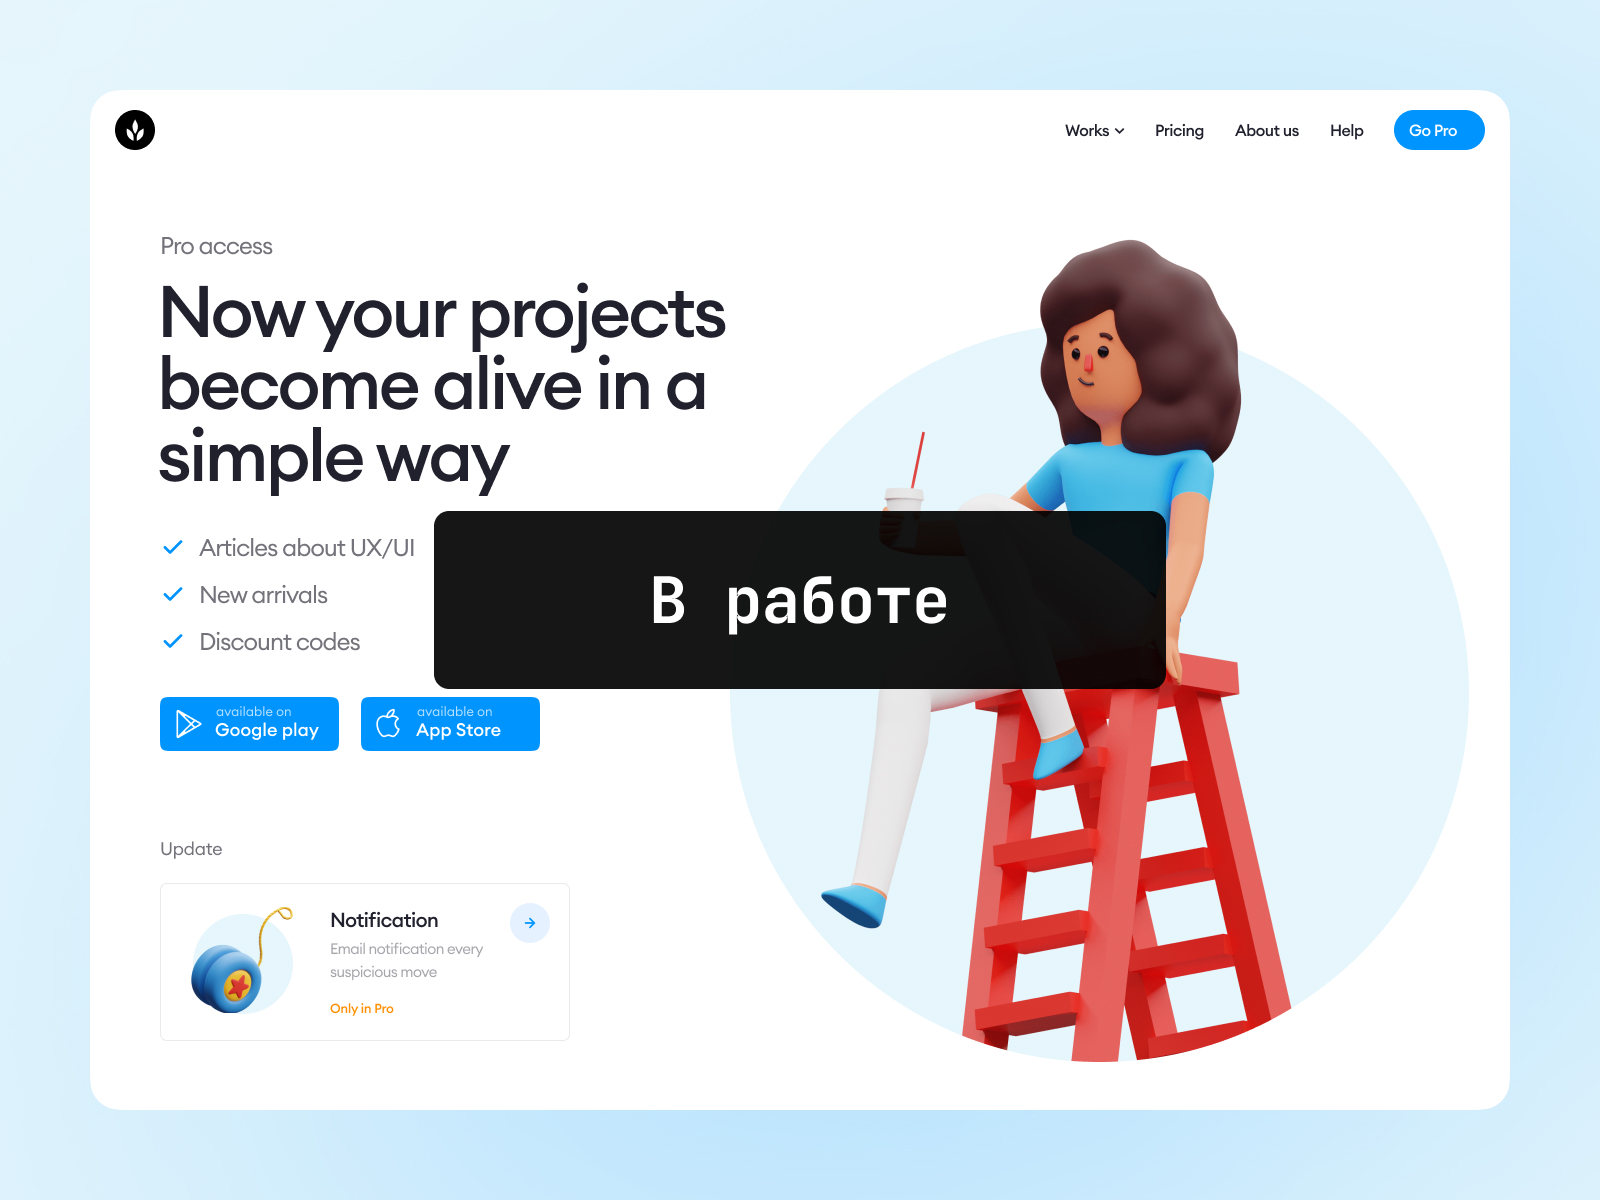 Works
Pricing
About us
Help
Go Pro
Pro access
Now your projects
become alive in a
simple way
Articles about UX/UI
New arrivals
Discount codes
В работе
available on
Google play
available on
App Store
Update
Notification
Email notification every
suspicious move
Only in Pro